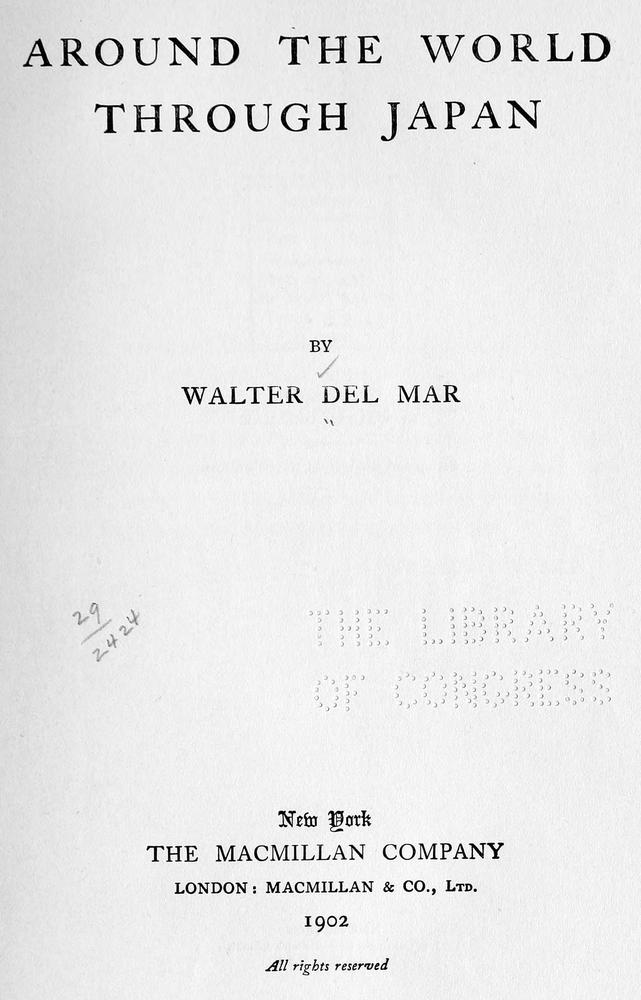 AROUND THE WORLD
THROUGH JAPAN
BY
WALTER DEL MAR
29
2424
THE LIBRARY
OF CONGRESS
New York
THE MACMILLAN COMPANY
LONDON: MACMILLAN & CO., LTD.
1902
All rights reserved